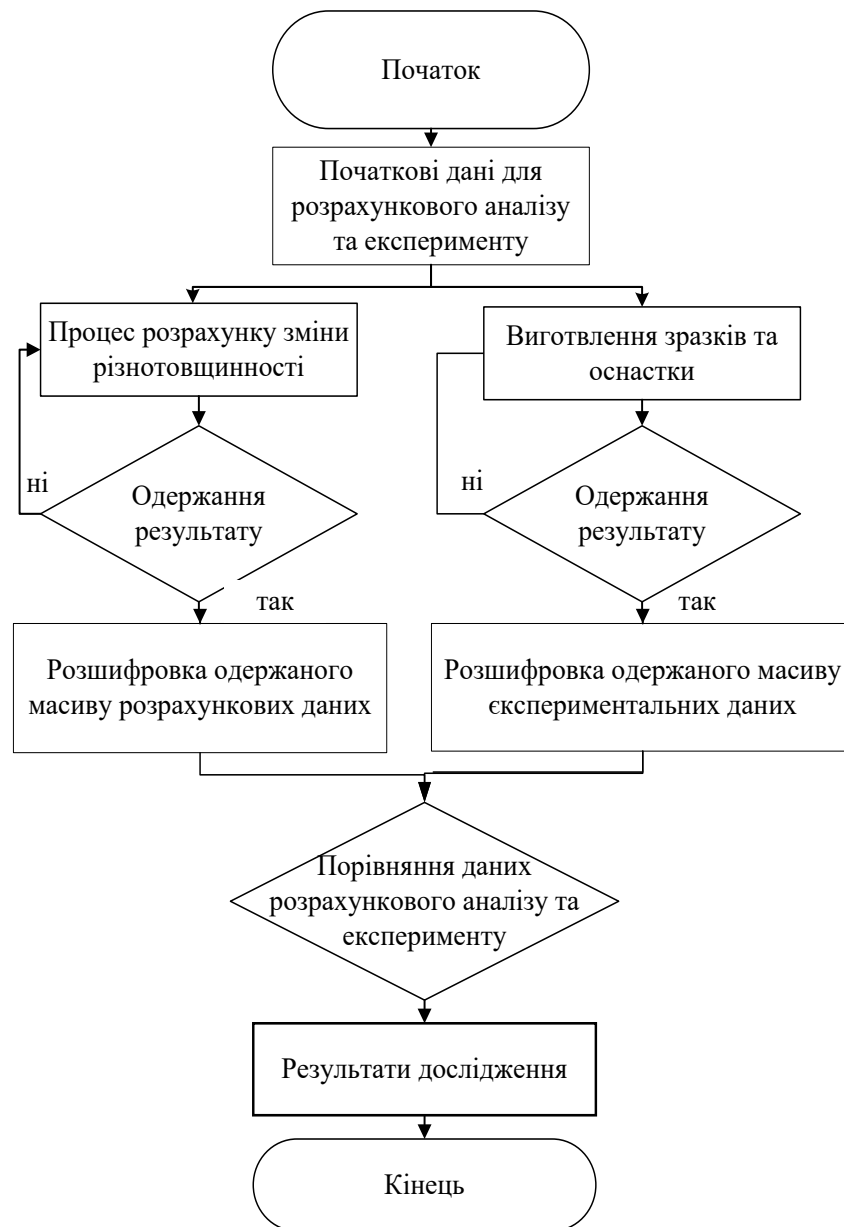 Початок
Початкові дані для
розрахункового аналізу
та експерименту
Процес розрахунку зміни
різнотовщинності
Виготвлення зразків та
оснастки
ні
Одержання
результату
так
ні
Одержання
результату
так
Розшифровка одержаного
масиву розрахункових даних
Розшифровка одержаного масиву
єкспериментальних даних
Порівняння даних
розрахункового аналізу та
експерименту
Результати дослідження
Кінець